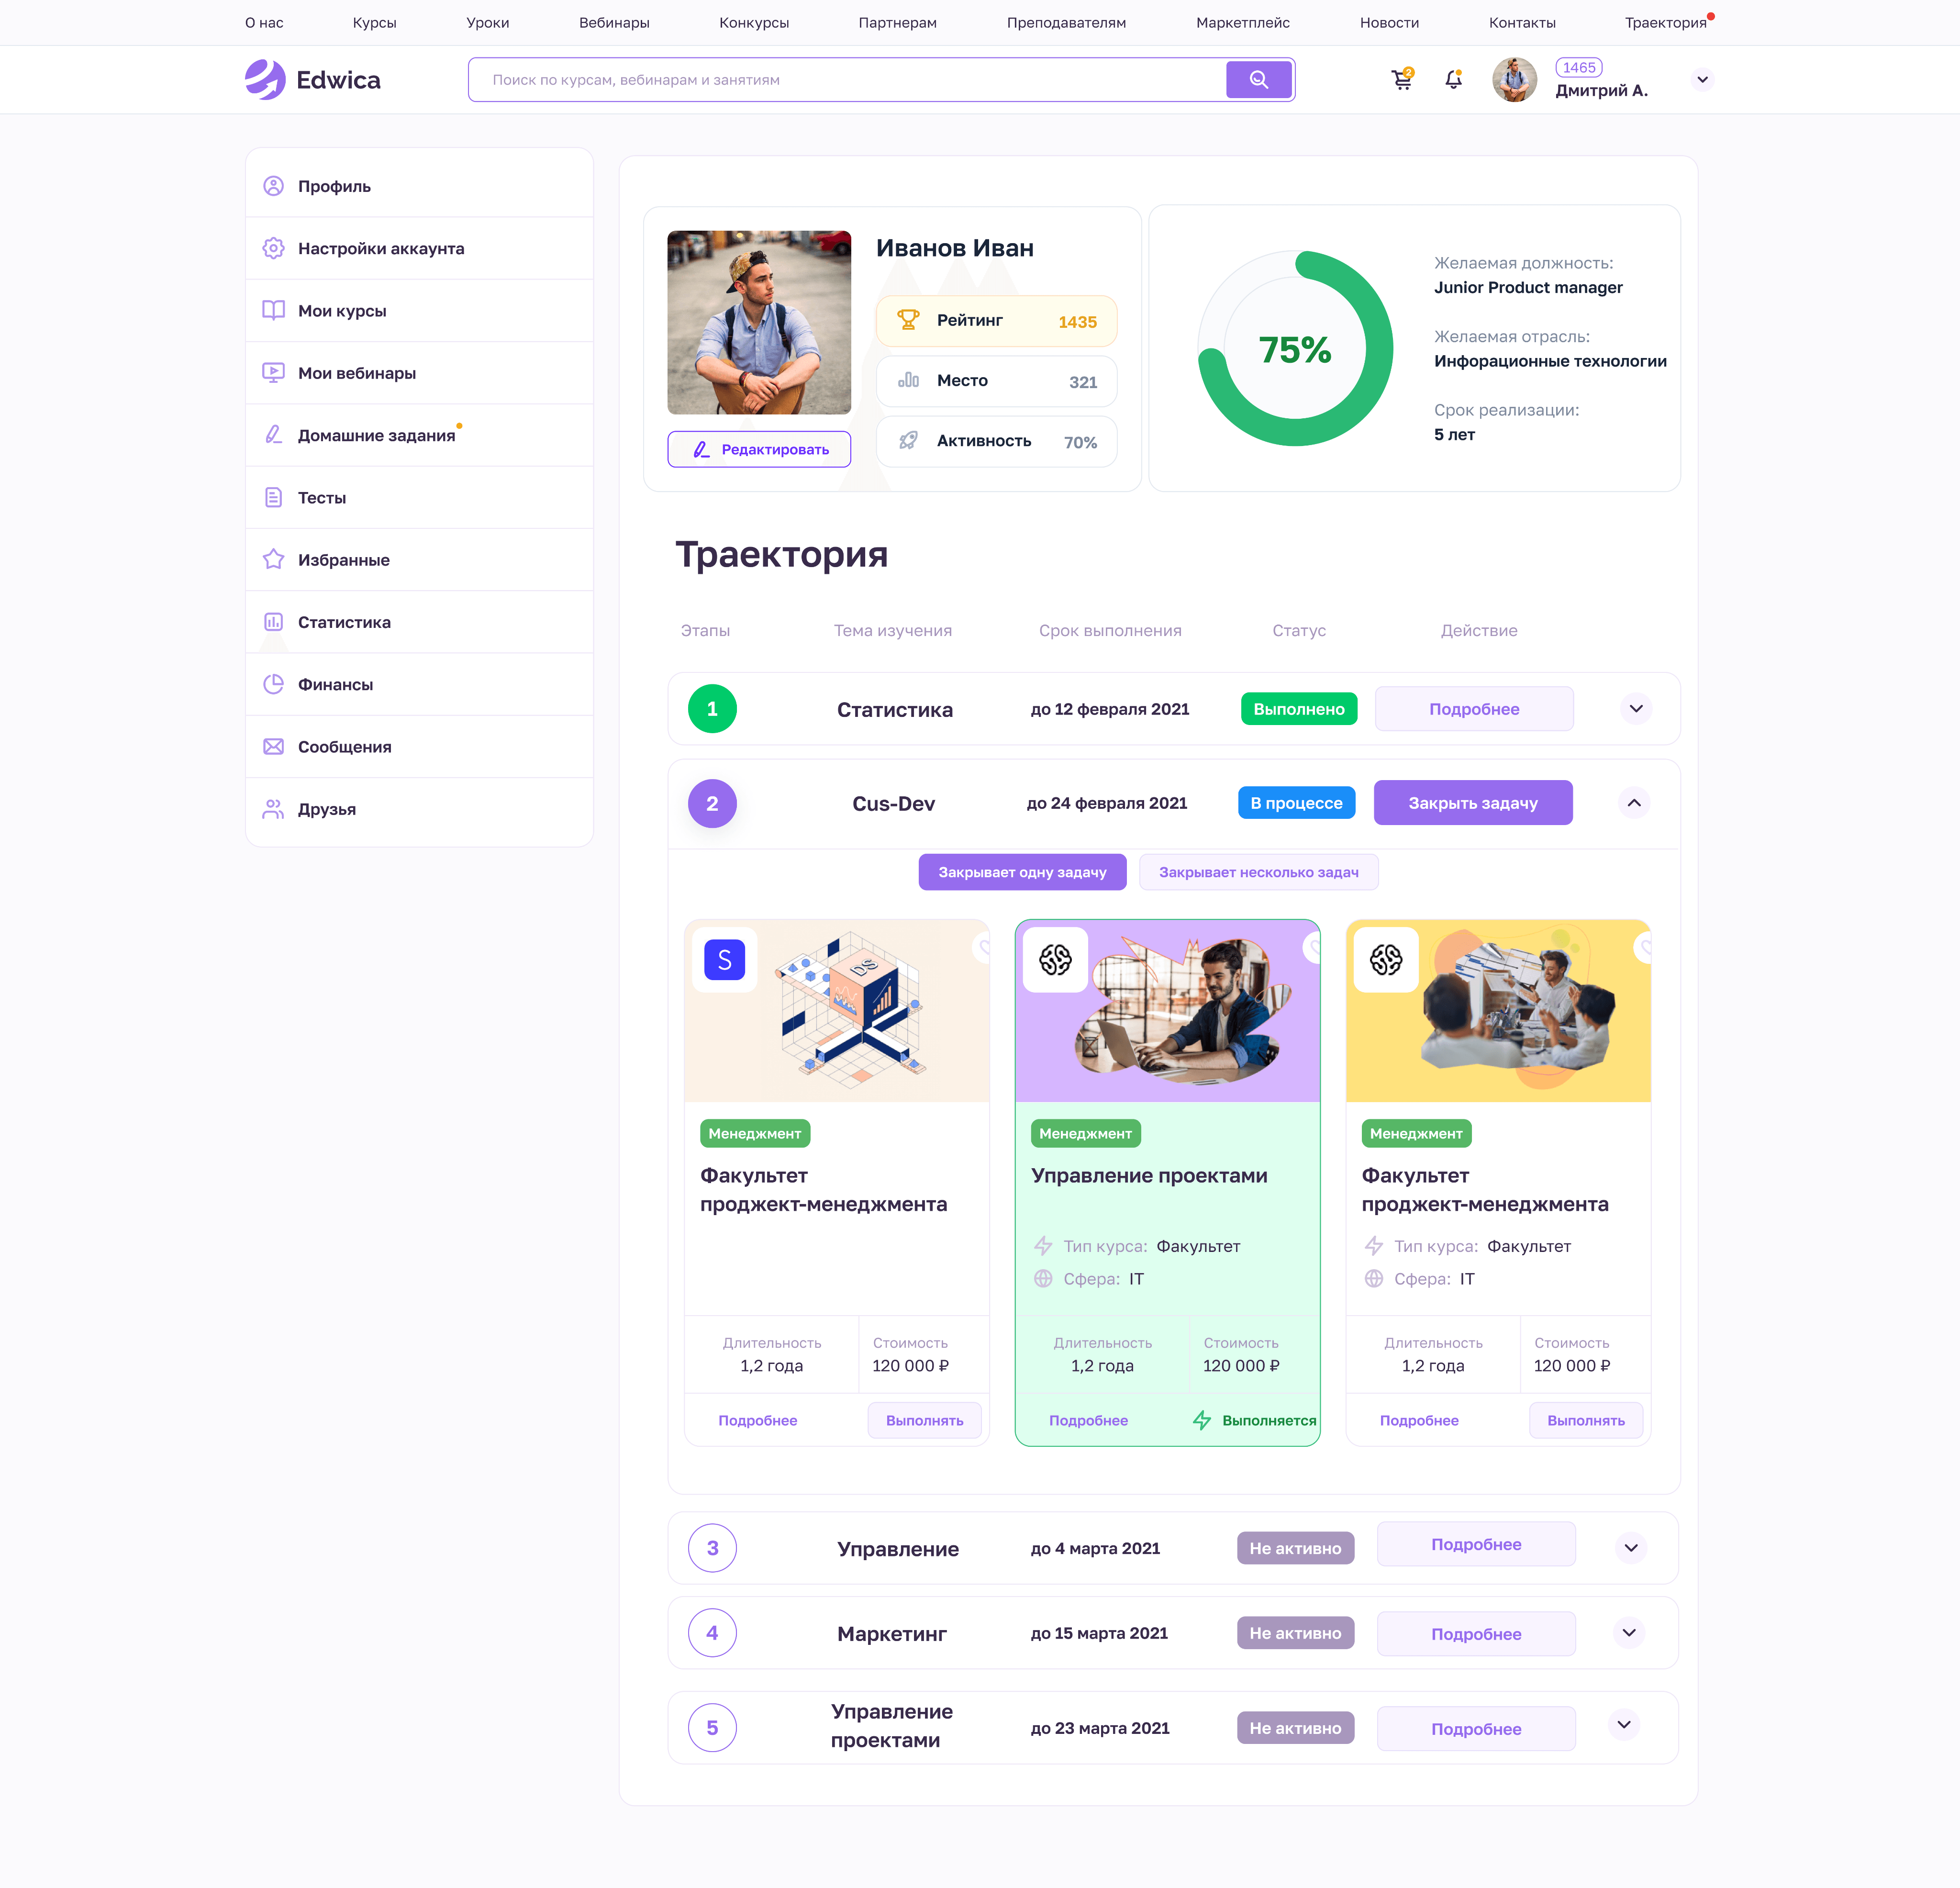 О нас
Курсы
Уроки
Вебинары
Конкурсы
Партнерам
Преподавателям
Маркетплейс
Новости
Контакты
Траектория
Edwica
Поиск по курсам, вебинарам и занятиям
2
1465
Дмитрий А.
Профиль
Настройки аккаунта
Мои курсы
Мои вебинары
Домашние задания
Тесты
Избранные
Статистика
Финансы
Сообщения
Друзья
Иванов Иван
Рейтинг 1435
Место 321
Активность 70%
Редактировать
75%
Желаемая должность:
Junior Product manager
Желаемая отрасль:
Инфорационные технологии
Срок реализации:
5 лет
Траектория
Этапы Тема изучения Срок выполнения Статус Действие
1 Статистика до 12 февраля 2021 Выполнено Подробнее
2 Cus-Dev до 24 февраля 2021 В процессе Закрыть задачу
Закрывает одну задачу Закрывает несколько задач
S
DS
Менеджмент
Факультет
проджект-менеджмента
Длительность Стоимость
1,2 года 120 000 ₽
Подробнее Выполнять
Менеджмент
Управление проектами
Тип курса: Факультет
Сфера: IT
Длительность Стоимость
1,2 года 120 000 ₽
Подробнее Выполняется
Менеджмент
Факультет
проджект-менеджмента
Тип курса: Факультет
Сфера: IT
Длительность Стоимость
1,2 года 120 000 ₽
Подробнее Выполнять
3 Управление до 4 марта 2021 Не активно Подробнее
4 Маркетинг до 15 марта 2021 Не активно Подробнее
5 Управление
проектами до 23 марта 2021 Не активно Подробнее